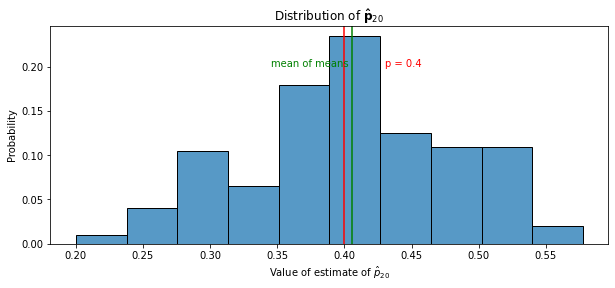 Distribution of p̂₂₀
Probability
0.20
0.15
0.10
0.05
0.00
mean of means
p = 0.4
0.20 0.25 0.30 0.35 0.40 0.45 0.50 0.55
Value of estimate of p̂₂₀